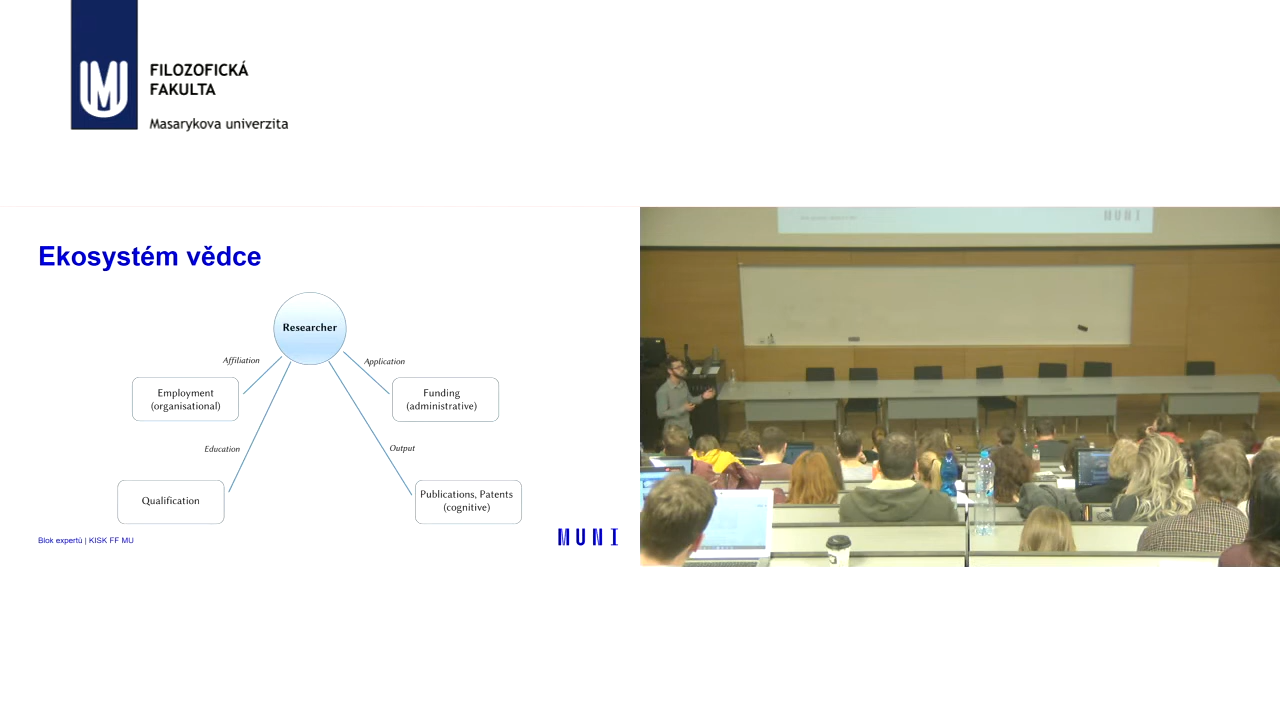 FILOZOFICKÁ
FAKULTA
Masarykova univerzita
Ekosystém vědce
Researcher
Affiliation
Application
Employment
(organisational)
Funding
(administrative)
Education
Output
Qualification
Publications, Patents
(cognitive)
Blok expertů | KISK FF MU
MUNI
MUNI